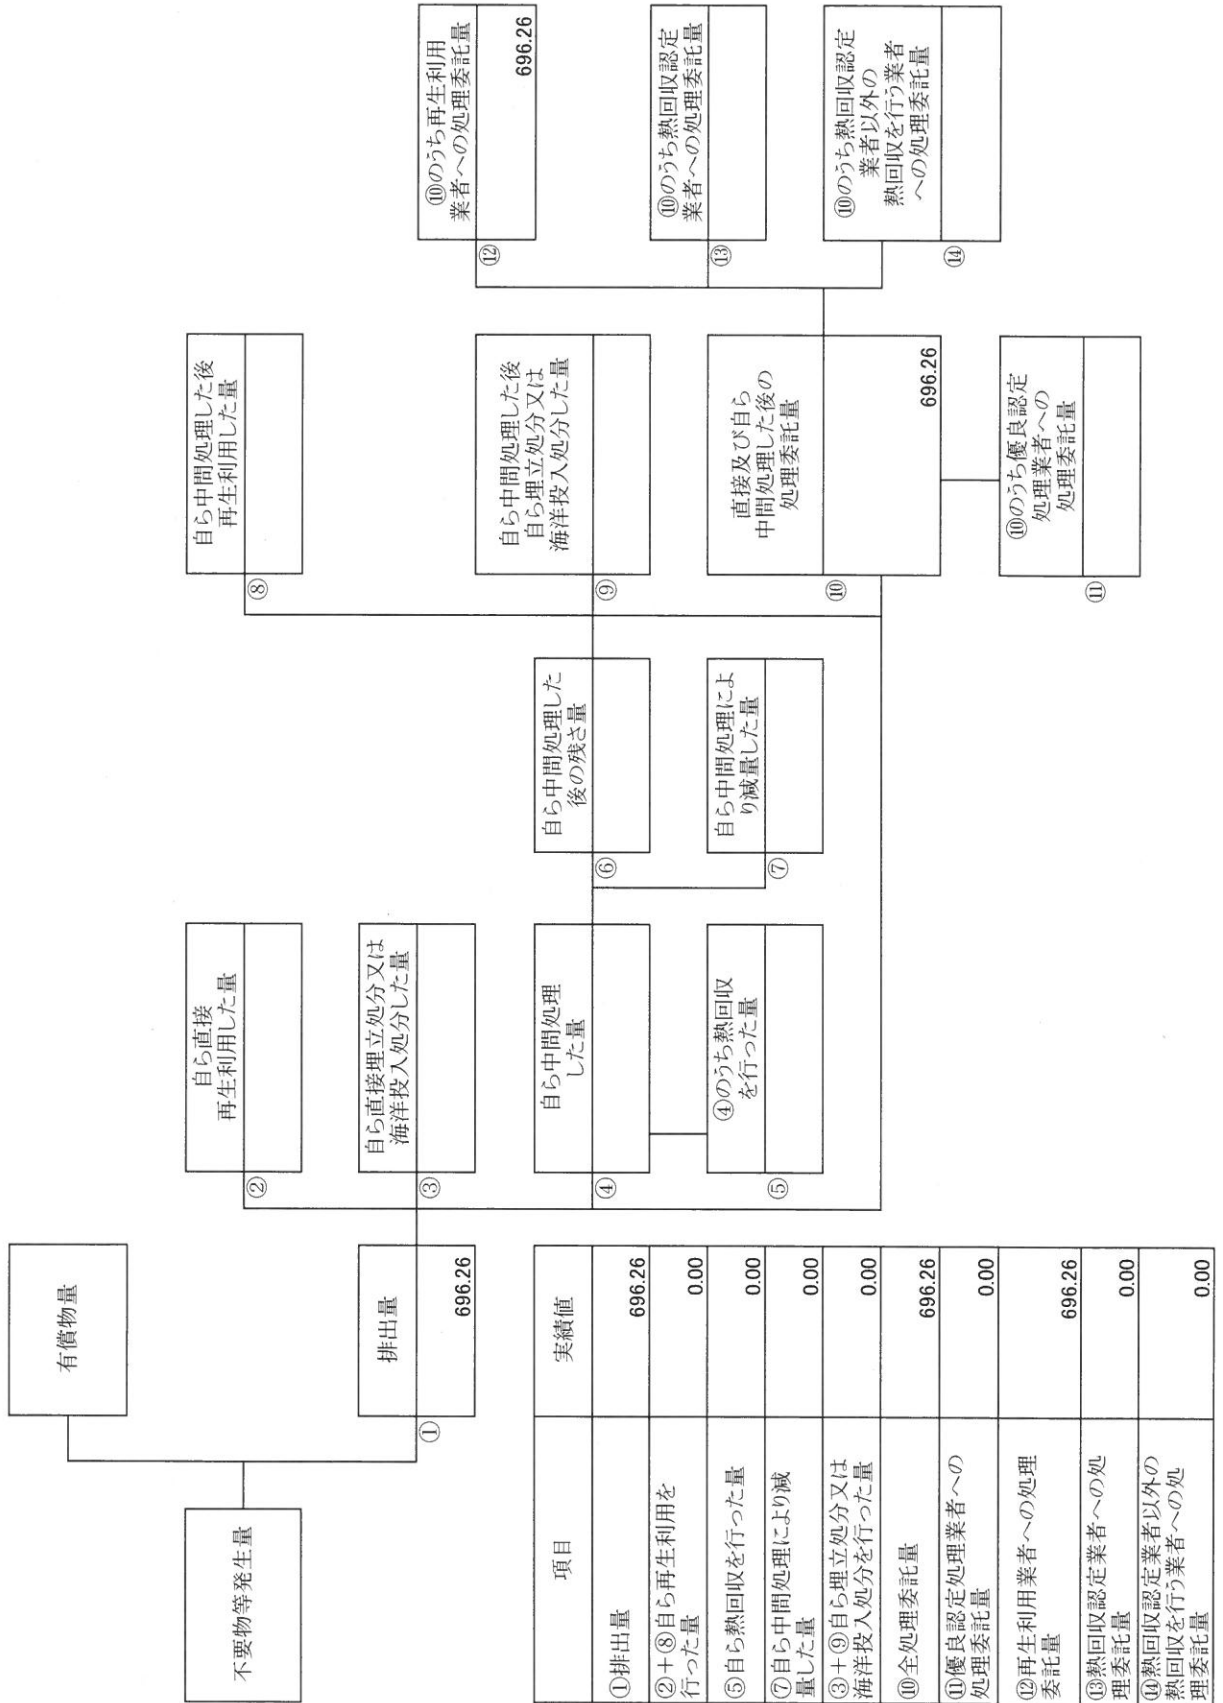 不要物等発生量
有償物量
①
排出量
696.26
②
自ら直接
再生利用した量
③
自ら直接埋立処分又は
海洋投入処分した量
④
自ら中間処理
した量
⑤
④のうち熱回収
を行った量
⑥
自ら中間処理した
後の残さ量
⑦
自ら中間処理によ
り減量した量
⑧
自ら中間処理した後
再生利用した量
⑨
自ら中間処理した後
自ら埋立処分又は
海洋投入処分した量
⑩
直接及び自ら
中間処理した後の
処理委託量
696.26
⑪
⑩のうち優良認定
処理業者への
処理委託量
⑫
⑩のうち再生利用
業者への処理委託量
696.26
⑬
⑩のうち熱回収認定
業者への処理委託量
⑭
⑩のうち熱回収認定
業者以外の
熱回収を行う業者
への処理委託量
項目 実績値
①排出量 696.26
②+⑧自ら再生利用を
行った量 0.00
⑤自ら熱回収を行った量 0.00
⑦自ら中間処理により減
量した量 0.00
③+⑨自ら埋立処分又は
海洋投入処分を行った量 0.00
⑩全処理委託量 696.26
⑪優良認定処理業者への
処理委託量 0.00
⑫再生利用業者への処理
委託量 696.26
⑬熱回収認定業者への処
理委託量 0.00
⑭熱回収認定業者以外の
熱回収を行う業者への処
理委託量 0.00